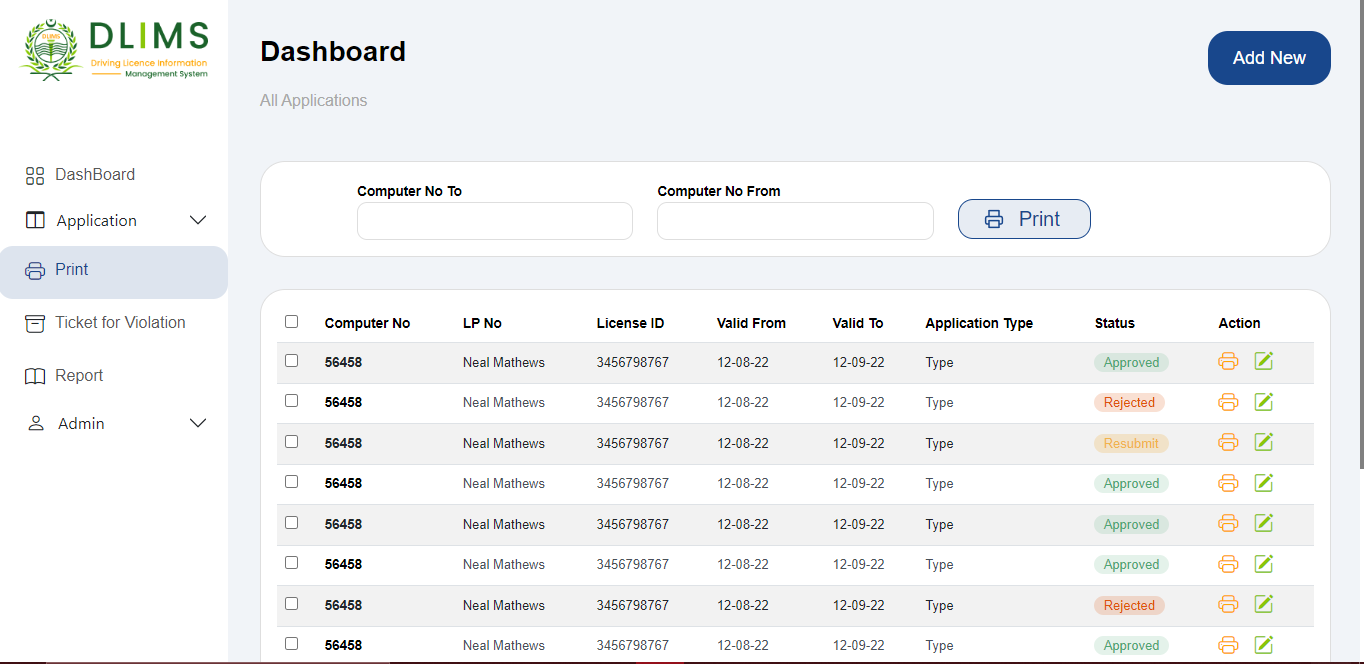 DLIMS
DLIMS
Driving Licence Information
Management System
DashBoard
Application
Print
Ticket for Violation
Report
Admin
Dashboard
Add New
All Applications
Computer No To
Computer No From
Print
Computer No LP No License ID Valid From Valid To Application Type Status Action
56458 Neal Mathews 3456798767 12-08-22 12-09-22 Type Approved
56458 Neal Mathews 3456798767 12-08-22 12-09-22 Type Rejected
56458 Neal Mathews 3456798767 12-08-22 12-09-22 Type Resubmit
56458 Neal Mathews 3456798767 12-08-22 12-09-22 Type Approved
56458 Neal Mathews 3456798767 12-08-22 12-09-22 Type Approved
56458 Neal Mathews 3456798767 12-08-22 12-09-22 Type Approved
56458 Neal Mathews 3456798767 12-08-22 12-09-22 Type Rejected
56458 Neal Mathews 3456798767 12-08-22 12-09-22 Type Approved